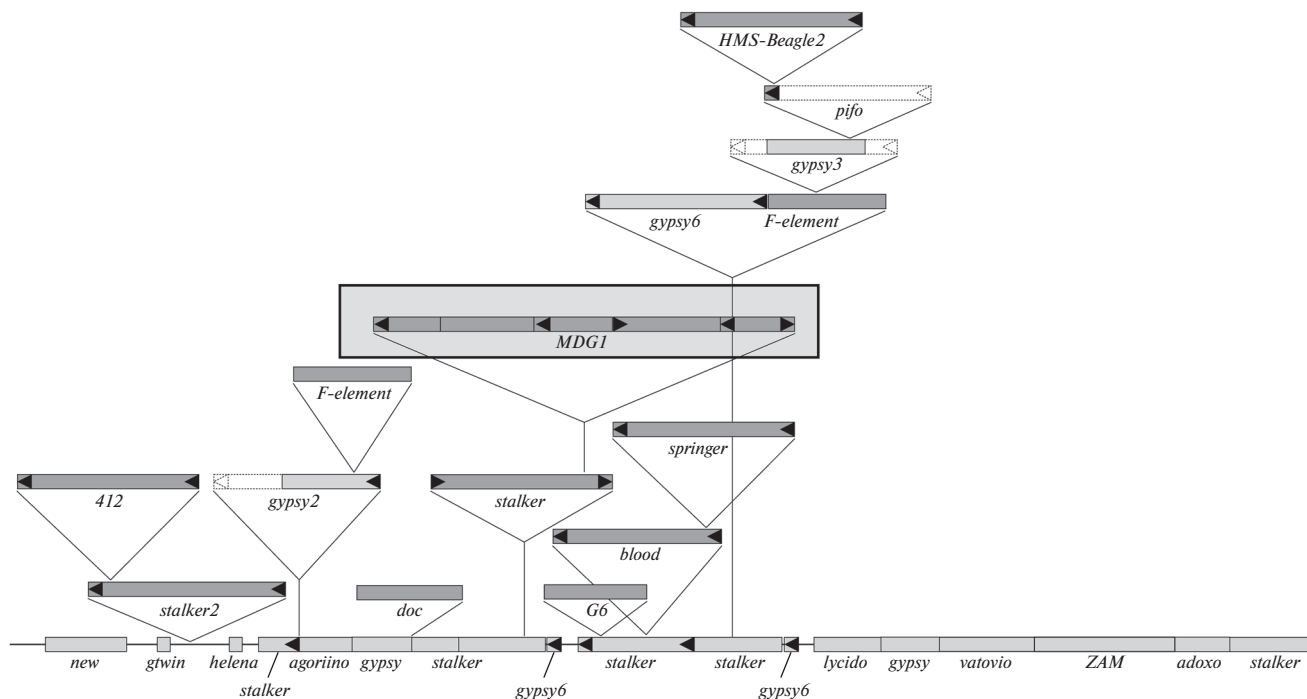 HMS-Beagle2
pifo
gypsy3
gypsy6 F-element
MDG1
F-element
springer
412 gypsy2 stalker
blood
stalker2 doc G6
new gtwin helena agoriino gypsy stalker stalker stalker lycido gypsy vatovio ZAM adoxo stalker
stalker gypsy6 gypsy6